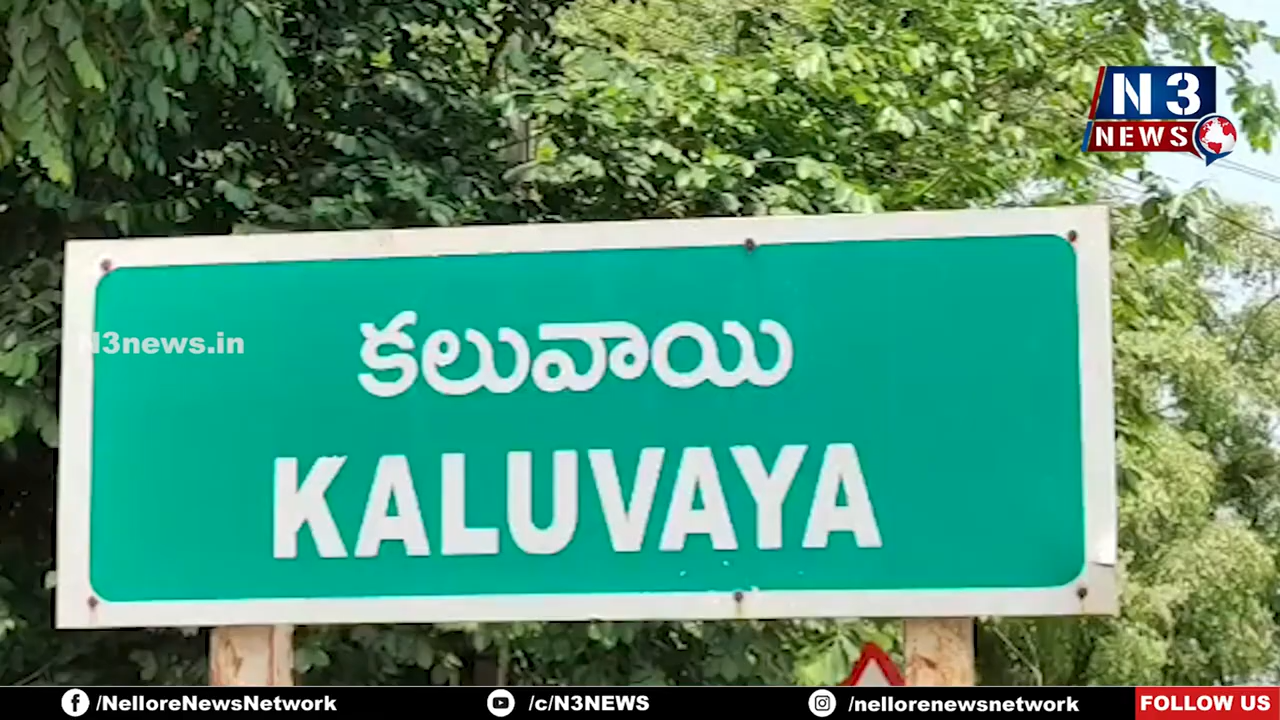 N3
NEWS
N3news.in
కలువాయి
KALUVAYA
/NelloreNewsNetwork
/c/N3NEWS
/nellorenewsnetwork
FOLLOW US